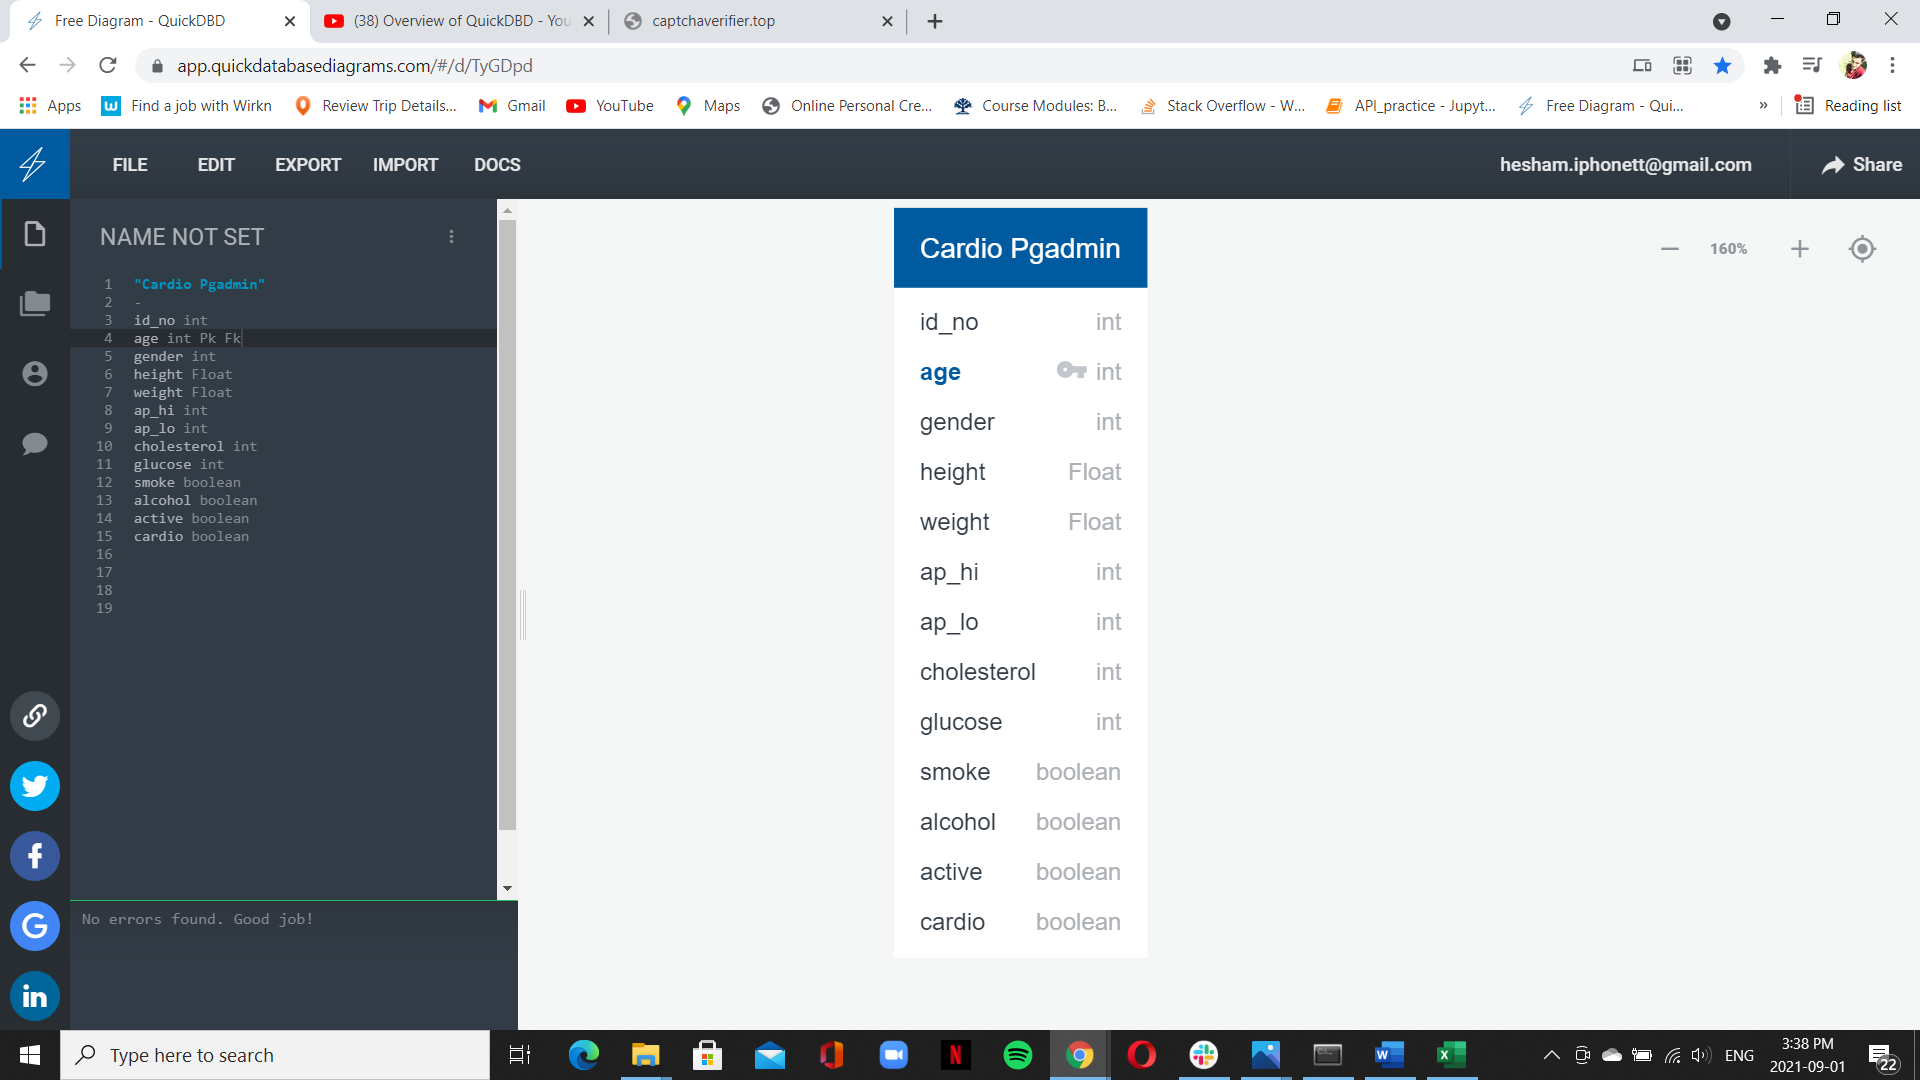 Free Diagram - QuickDBD
(38) Overview of QuickDBD - You
captchaverifier.top
app.quickdatabasediagrams.com/#/d/TyGDpd
Apps
Find a job with Wirkn
Review Trip Details...
Gmail
YouTube
Maps
Online Personal Cre...
Course Modules: B...
Stack Overflow - W...
API_practice - Jupyt...
Free Diagram - Qui...
»
Reading list
FILE
EDIT
EXPORT
IMPORT
DOCS
hesham.iphonett@gmail.com
Share
NAME NOT SET
1 "Cardio Pgadmin"
2 -
3 id_no int
4 age int Pk Fk
5 gender int
6 height Float
7 weight Float
8 ap_hi int
9 ap_lo int
10 cholesterol int
11 glucose int
12 smoke boolean
13 alcohol boolean
14 active boolean
15 cardio boolean
16
17
18
19
No errors found. Good job!
Cardio Pgadmin
id_no int
age int
gender int
height Float
weight Float
ap_hi int
ap_lo int
cholesterol int
glucose int
smoke boolean
alcohol boolean
active boolean
cardio boolean
160%
Type here to search
ENG
3:38 PM
2021-09-01
22